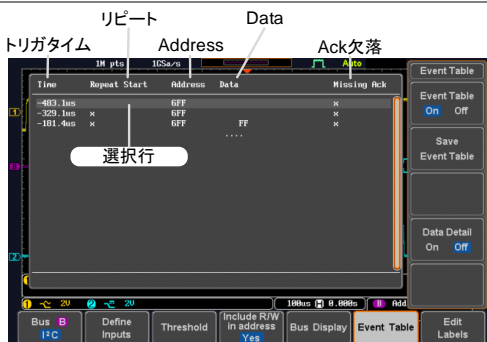 リピート Data
トリガタイム Address Ack欠落
1M pts 1GSa/s Auto
Event Table
Time Repeat Start Address Data Missing Ack
-483.1us 6FF x
-329.1us x 6FF x
-181.4us x 6FF FF x
....
選択行
Event Table
On Off
Save
Event Table
Data Detail
On Off
1 2V 2 2V 100us H 0.000s B Add
Bus B
I²C
Define
Inputs
Threshold
Include R/W
in address
Yes
Bus Display
Event Table
Edit
Labels